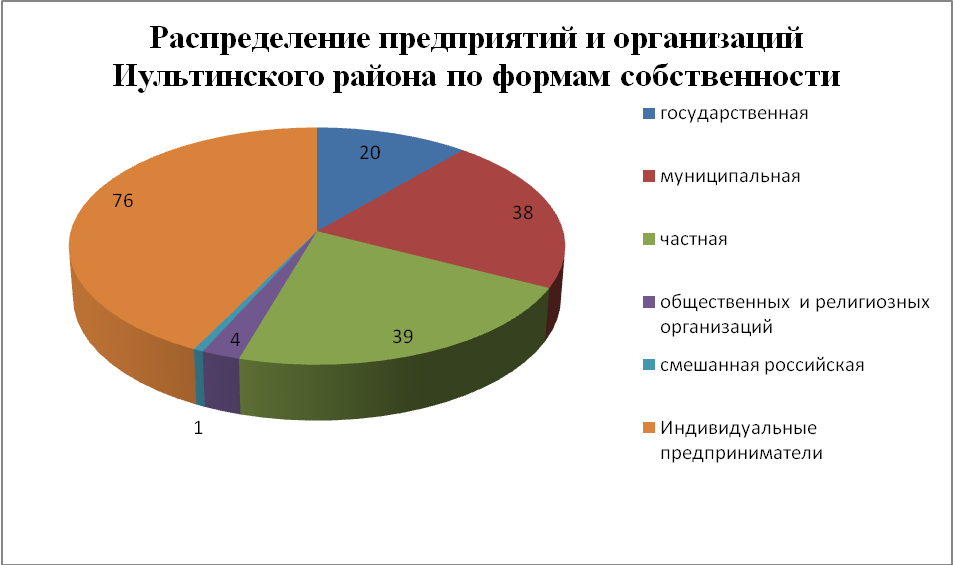 Распределение предприятий и организаций
Иультинского района по формам собственности
государственная
муниципальная
частная
общественных и религиозных
организаций
смешанная российская
Индивидуальные
предприниматели
20
38
39
4
1
76